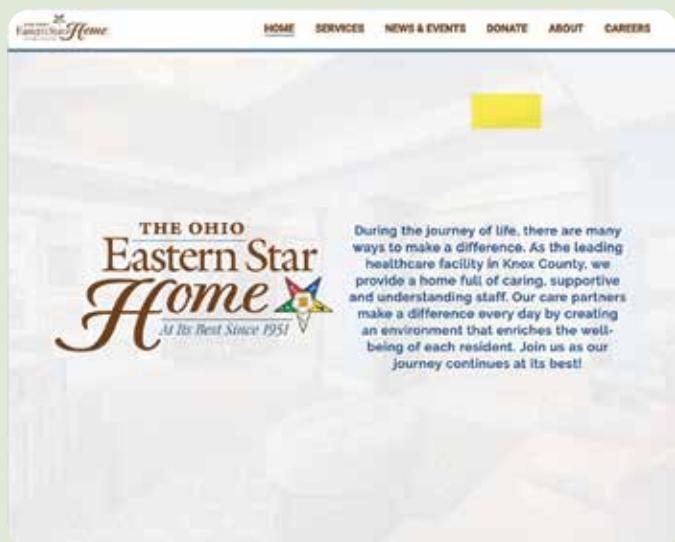 HOME SERVICES NEWS & EVENTS DONATE ABOUT CAREERS
THE OHIO
Eastern Star
Home
At Its Best Since 1951
During the journey of life, there are many
ways to make a difference. As the leading
healthcare facility in Knox County, we
provide a home full of caring, supportive
and understanding staff. Our care partners
make a difference every day by creating
an environment that enriches the well-
being of each resident. Join us as our
journey continues at its best!